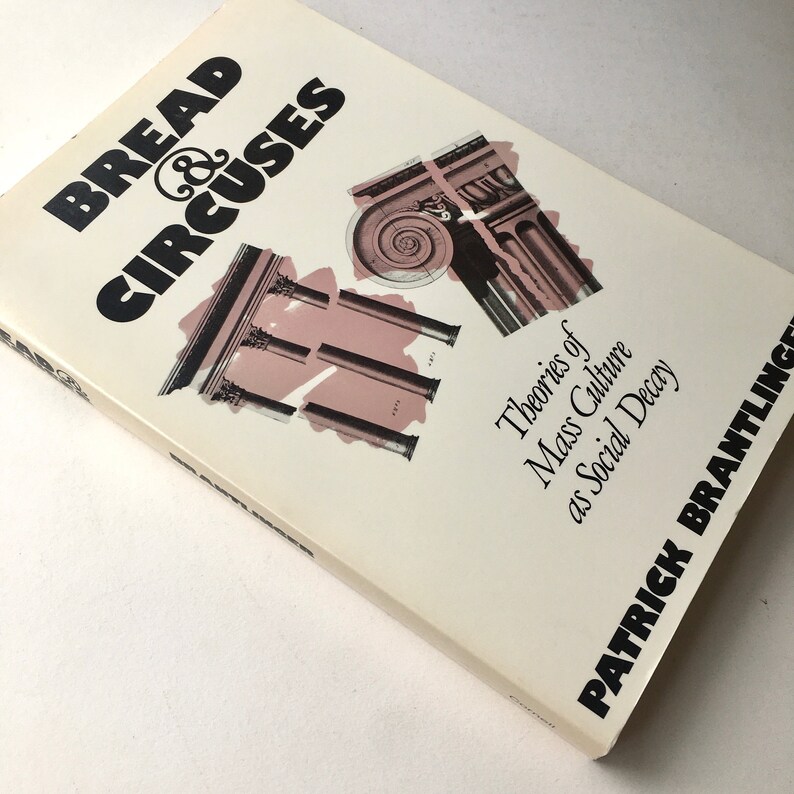 BREAD
&
CIRCUSES
Theories of
Mass Culture
as Social Decay
PATRICK BRANTLINGER
BRANTLINGER
Cornell